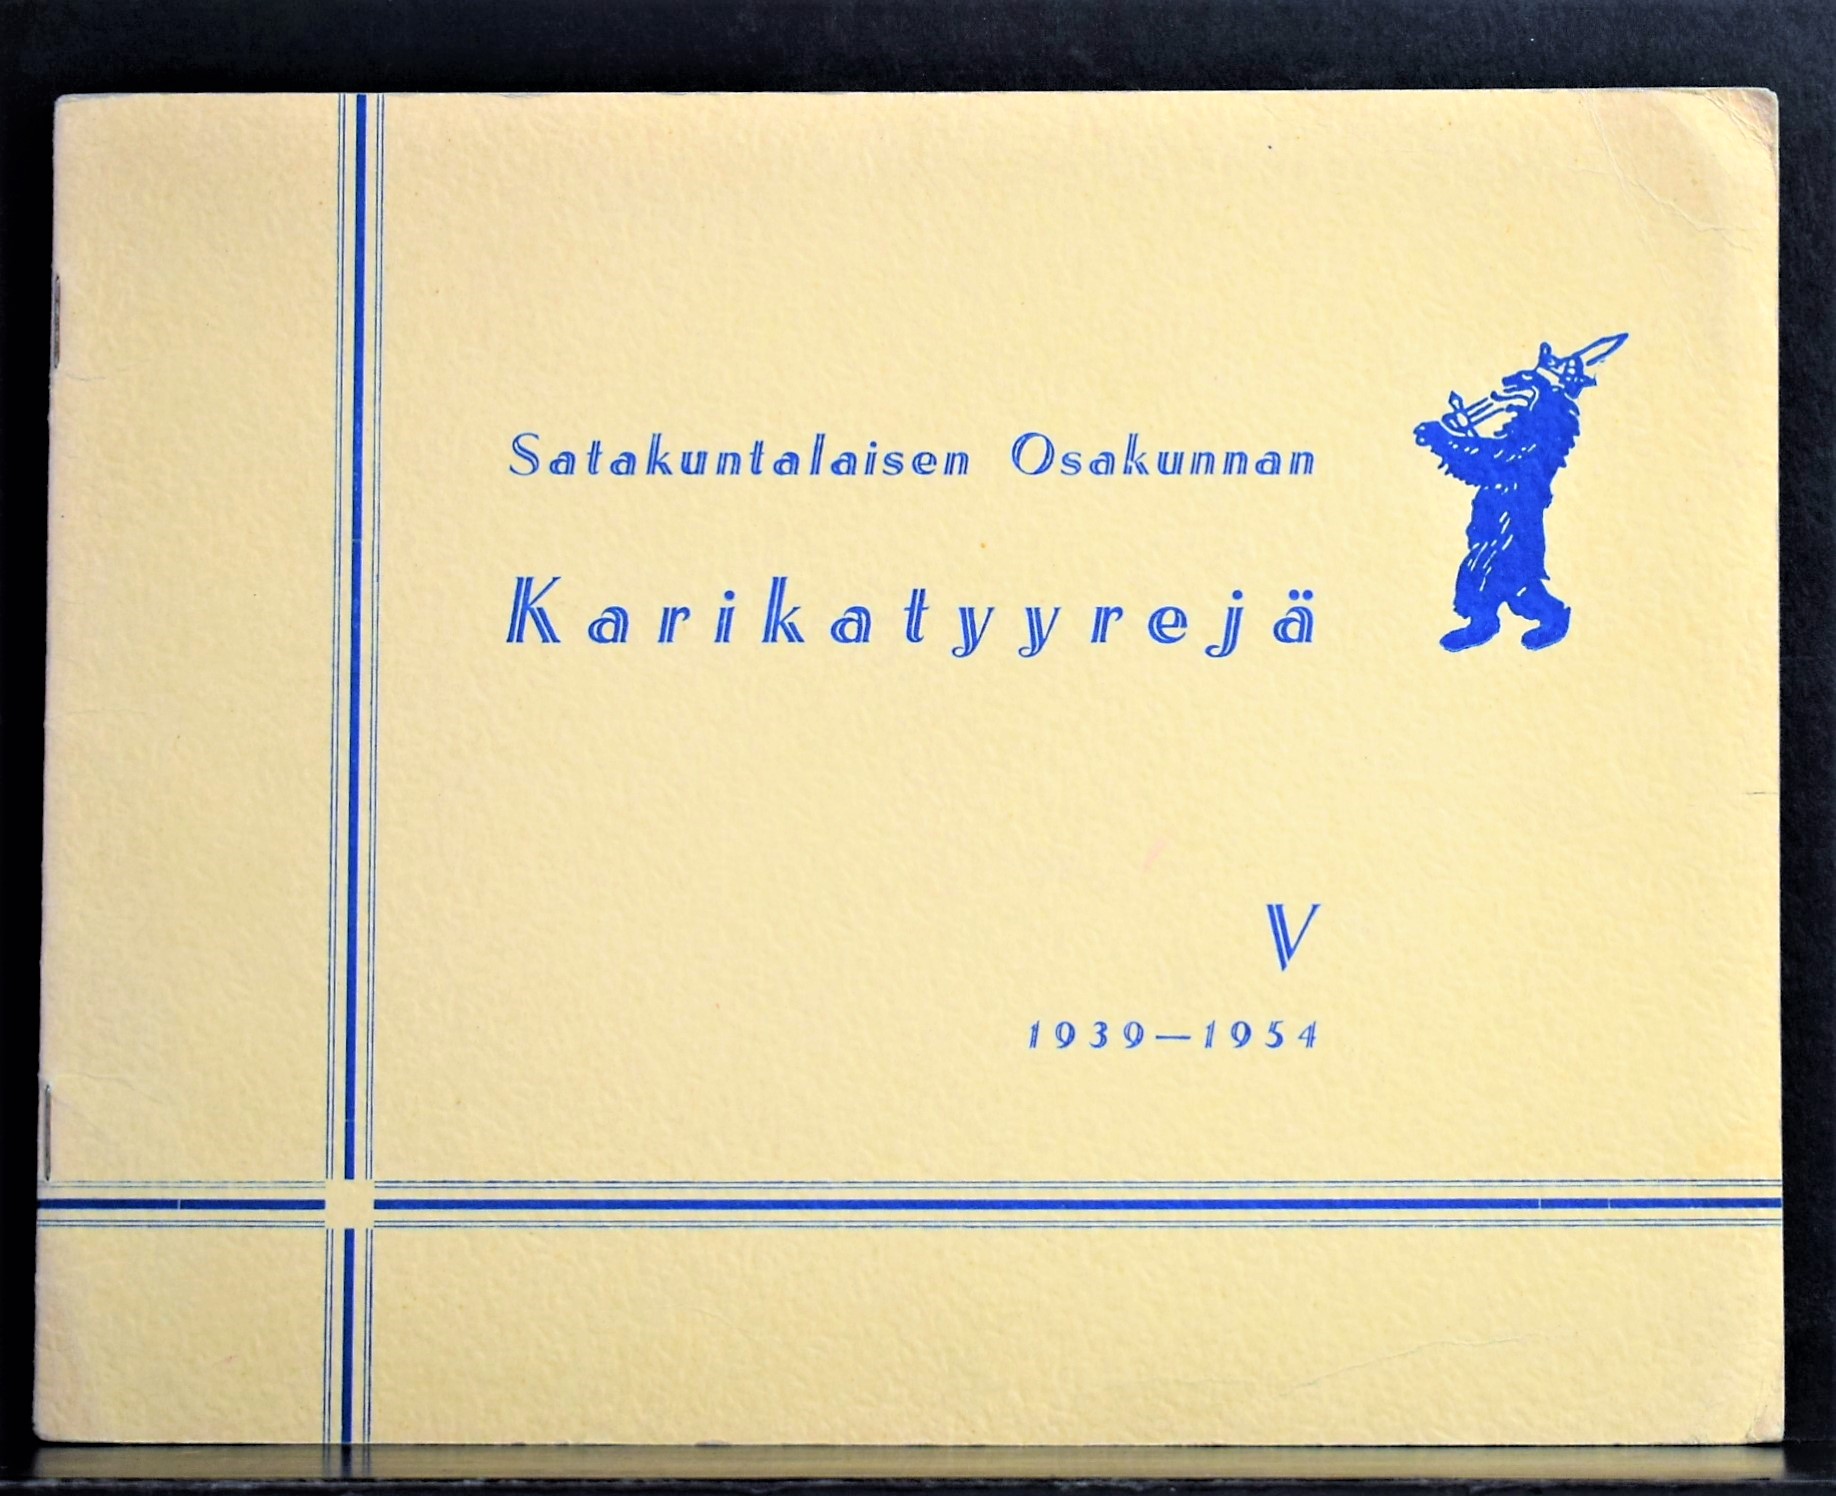 Satakuntalaisen Osakunnan
Karikatyyrejä
V
1939—1954